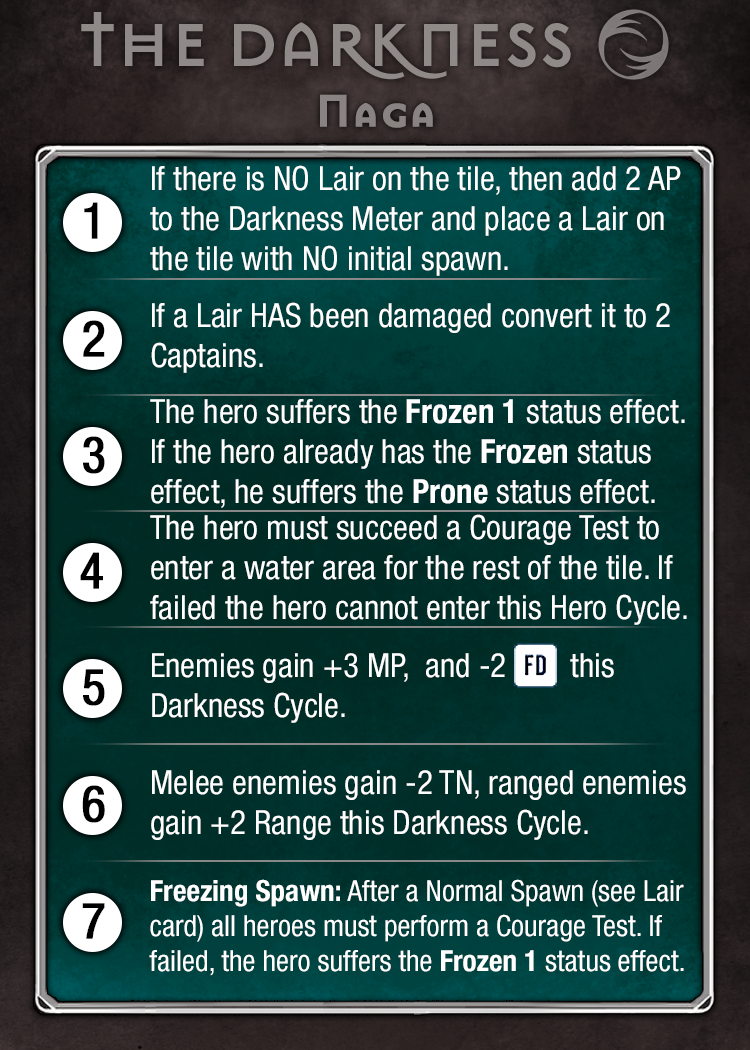 THE DARKNESS
NAGA
1
If there is NO Lair on the tile, then add 2 AP
to the Darkness Meter and place a Lair on
the tile with NO initial spawn.
2
If a Lair HAS been damaged convert it to 2
Captains.
3
The hero suffers the Frozen 1 status effect.
If the hero already has the Frozen status
effect, he suffers the Prone status effect.
4
The hero must succeed a Courage Test to
enter a water area for the rest of the tile. If
failed the hero cannot enter this Hero Cycle.
5
Enemies gain +3 MP, and -2 FD this
Darkness Cycle.
6
Melee enemies gain -2 TN, ranged enemies
gain +2 Range this Darkness Cycle.
7
Freezing Spawn: After a Normal Spawn (see Lair
card) all heroes must perform a Courage Test. If
failed, the hero suffers the Frozen 1 status effect.